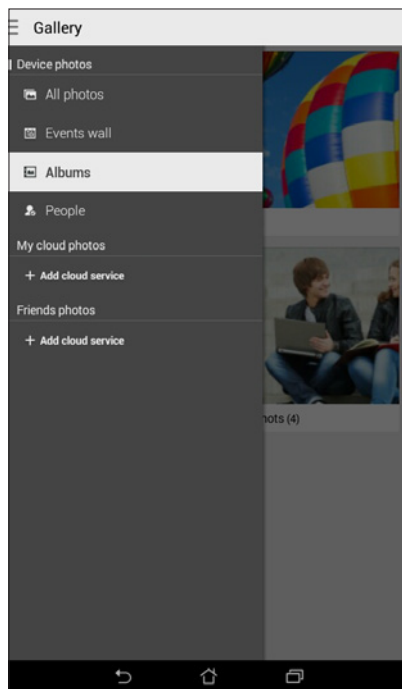 Gallery
Device photos
All photos
Events wall
Albums
People
My cloud photos
+ Add cloud service
Friends photos
+ Add cloud service
hots (4)